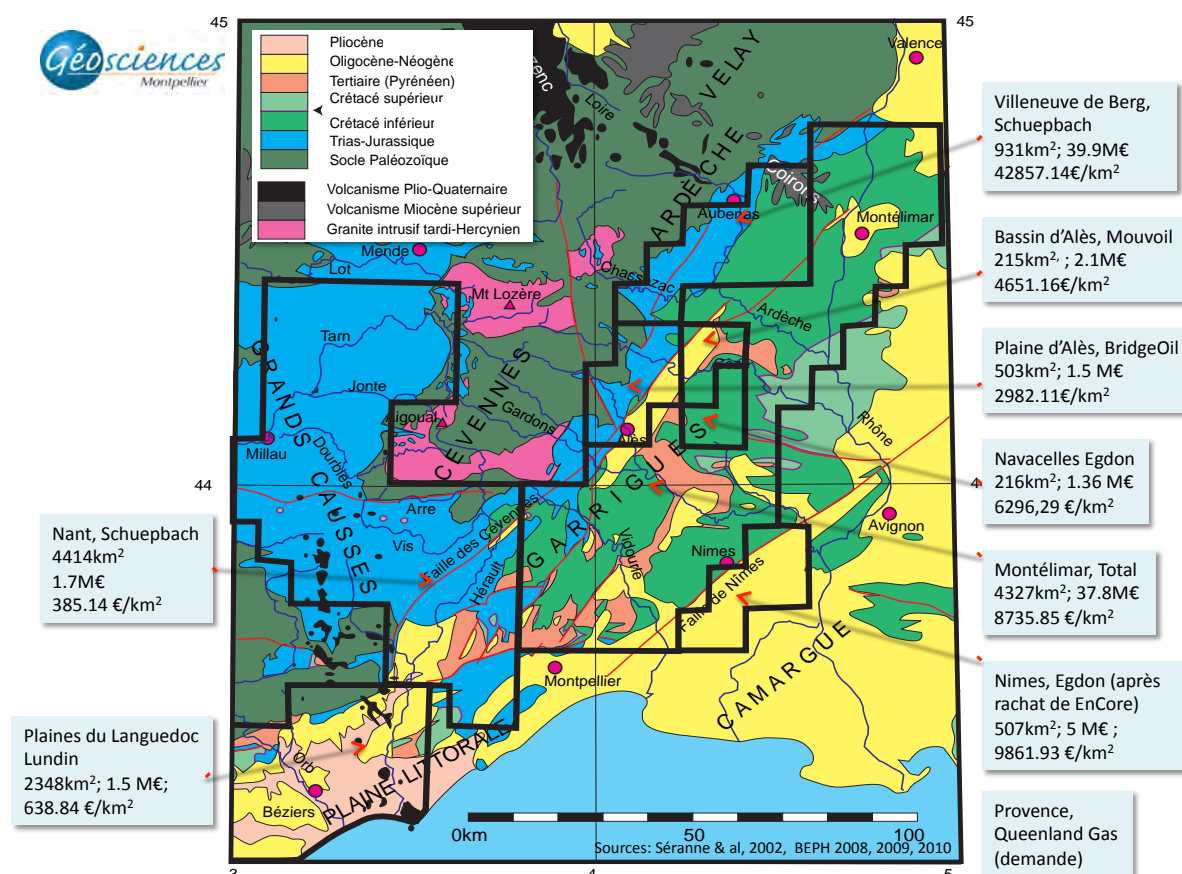 Géosciences
Montpellier
45
45
Pliocène
Oligocène-Néogène
Tertiaire (Pyrénéen)
Crétacé supérieur
Crétacé inférieur
Trias-Jurassique
Socle Paléozoïque
Volcanisme Plio-Quaternaire
Volcanisme Miocène supérieur
Granite intrusif tardi-Hercynien
Valence
VELAY
Loire
ARDÈCHE
Coirons
Aubenas
Montélimar
Mende
Lot
Chassezac
Mt Lozère
Ardèche
Tarn
GRANDS CAUSSES
CEVENNES
Jonte
Gardons
Aigoual
Alès
Rhône
Millau
Dourbies
44
4
GARRIGUES
Arre
Vis
Faille des Cévennes
Avignon
Hérault
Vidourle
Nimes
Faille de Nîmes
CAMARGUE
Montpellier
PLAINE LITTORALE
Orb
Béziers
0km
50
100
Sources: Séranne & al, 2002, BEPH 2008, 2009, 2010
3
4
5
Villeneuve de Berg,
Schuepbach
931km²; 39.9M€
42857.14€/km²
Bassin d'Alès, Mouvoil
215km², ; 2.1M€
4651.16€/km²
Plaine d'Alès, BridgeOil
503km²; 1.5 M€
2982.11€/km²
Navacelles Egdon
216km²; 1.36 M€
6296,29 €/km²
Montélimar, Total
4327km²; 37.8M€
8735.85 €/km²
Nimes, Egdon (après
rachat de EnCore)
507km²; 5 M€ ;
9861.93 €/km²
Provence,
Queenland Gas
(demande)
Nant, Schuepbach
4414km²
1.7M€
385.14 €/km²
Plaines du Languedoc
Lundin
2348km²; 1.5 M€;
638.84 €/km²